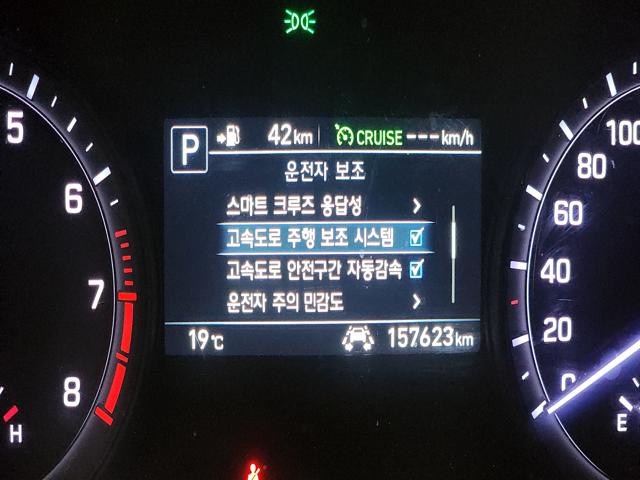 P 42km CRUISE ---km/h
운전자 보조
스마트 크루즈 응답성
고속도로 주행 보조 시스템
고속도로 안전구간 자동감속
운전자 주의 민감도
19℃ 157623km
5
6
7
8
H
100
80
60
40
20
0
E